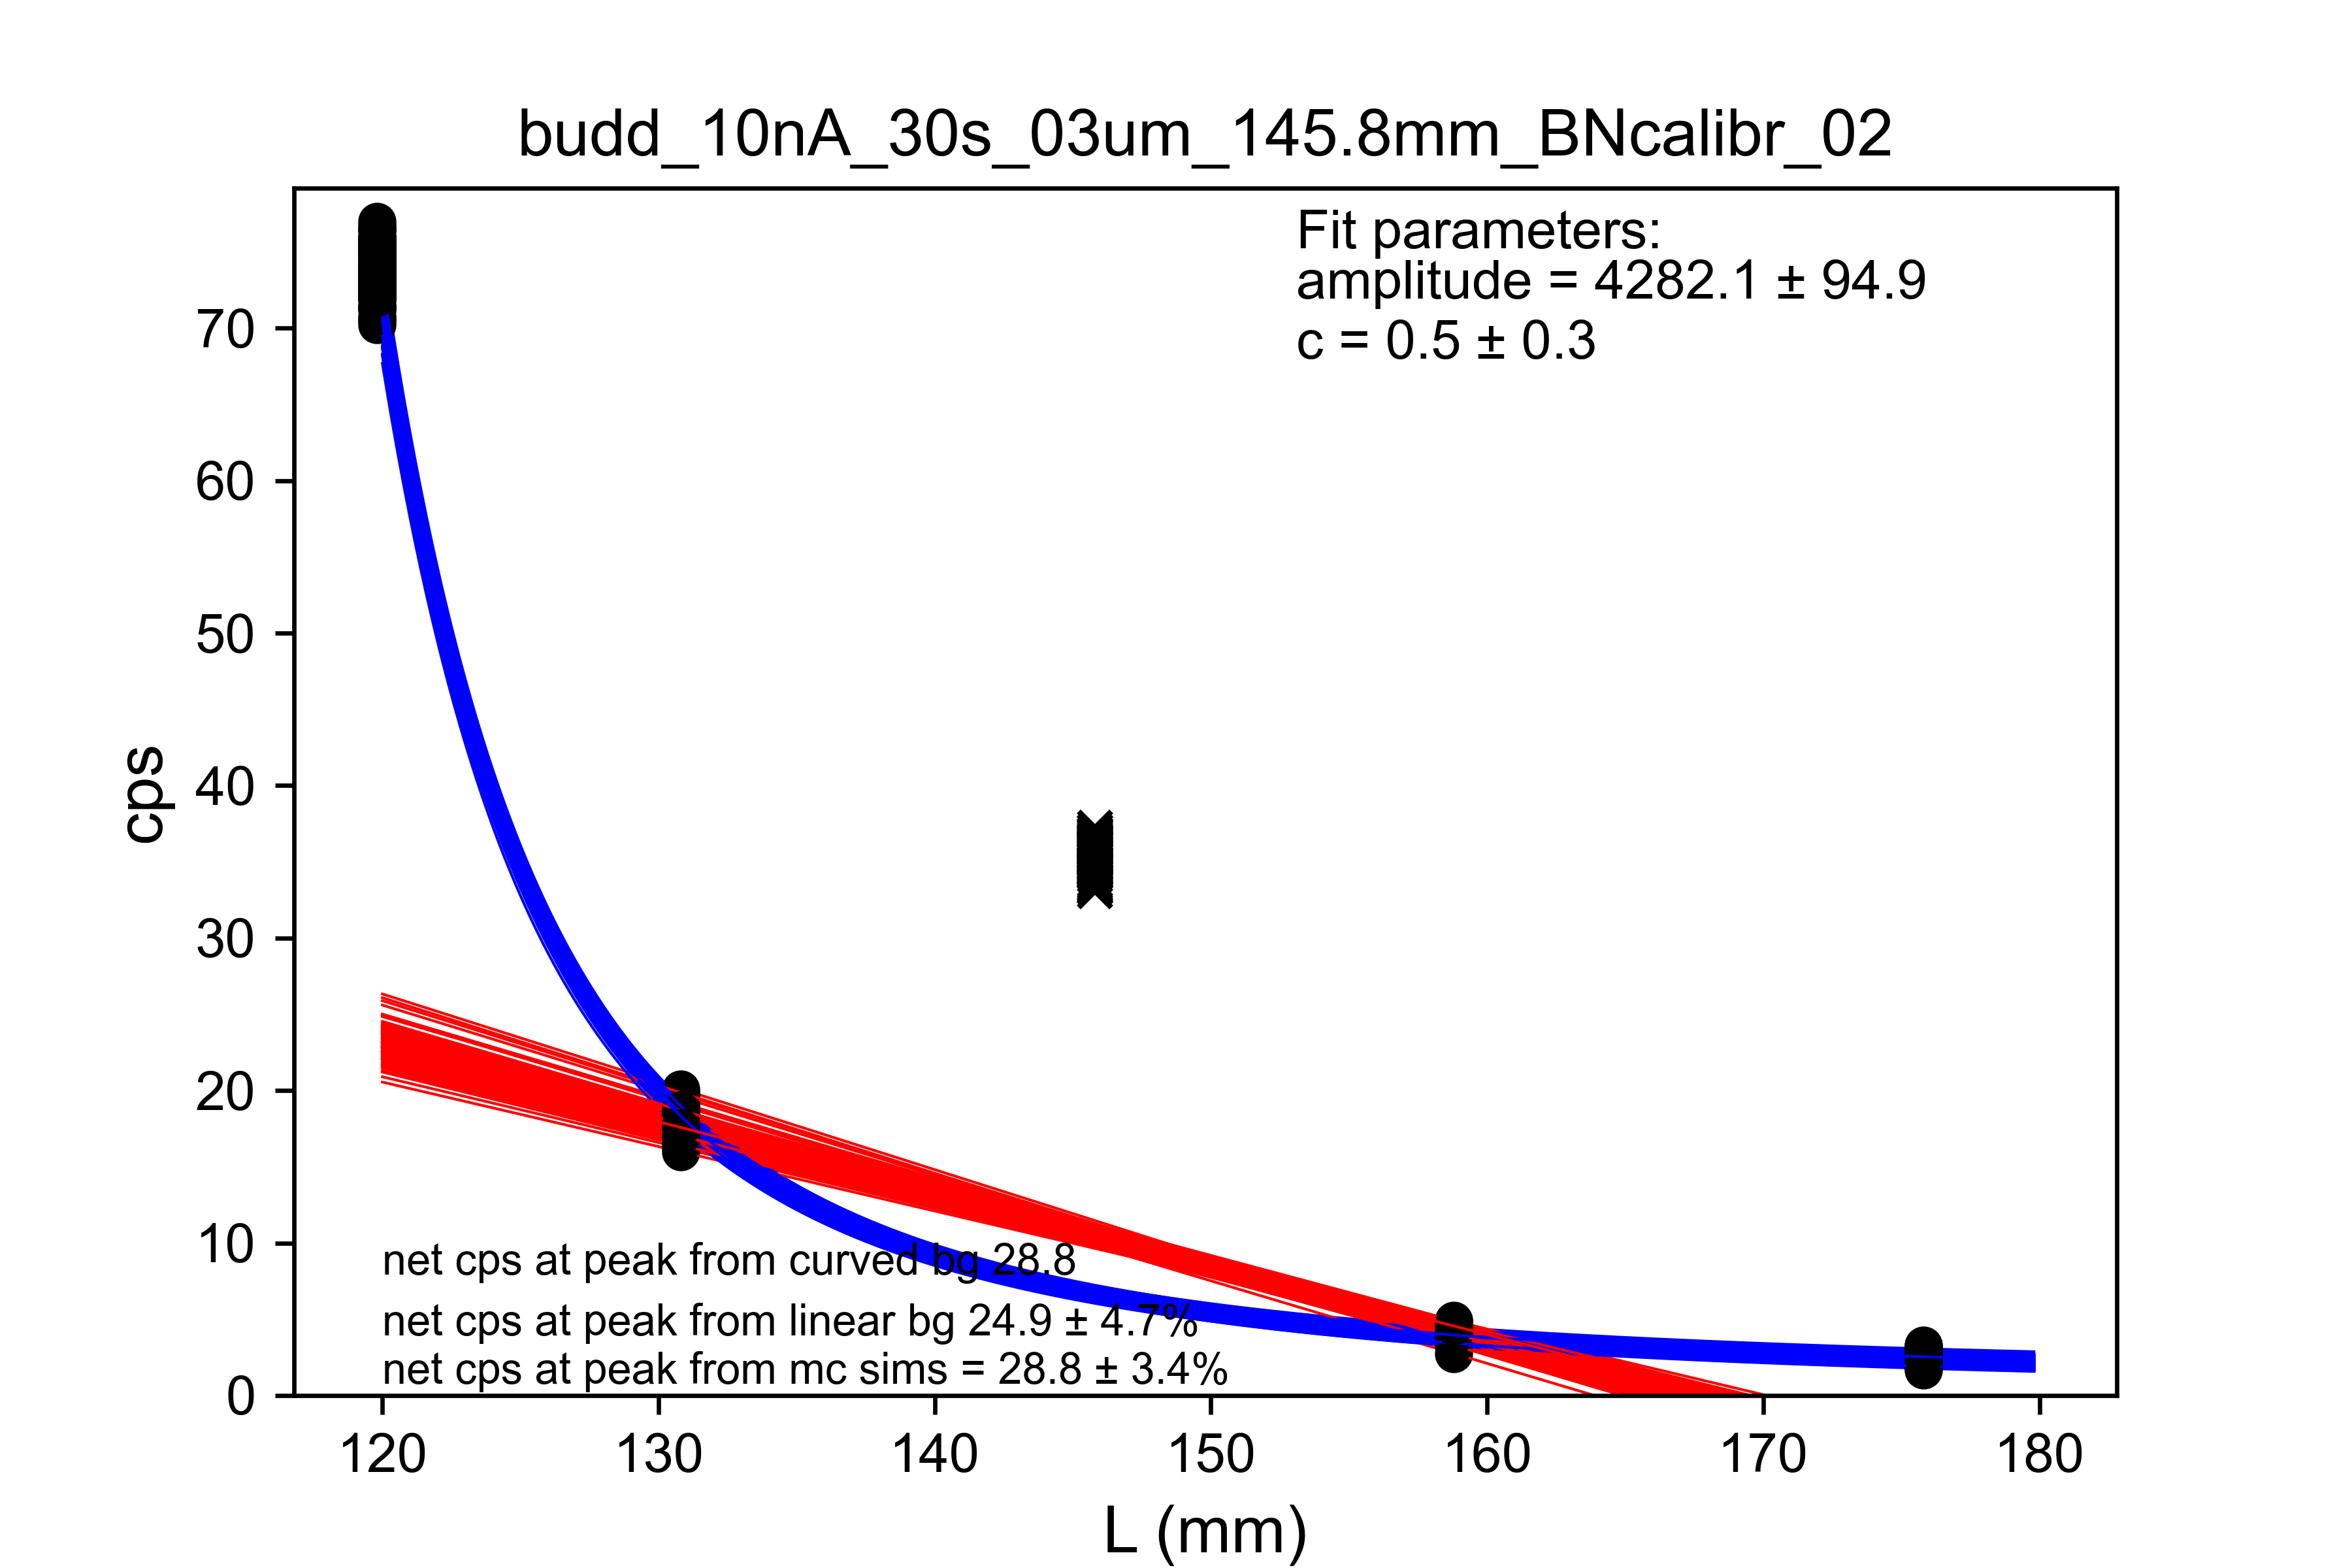 budd_10nA_30s_03um_145.8mm_BNcalibr_02
Fit parameters:
amplitude = 4282.1 ± 94.9
c = 0.5 ± 0.3
cps
70
60
50
40
30
20
10
0
net cps at peak from curved bg 28.8
net cps at peak from linear bg 24.9 ± 4.7%
net cps at peak from mc sims = 28.8 ± 3.4%
120 130 140 150 160 170 180
L (mm)